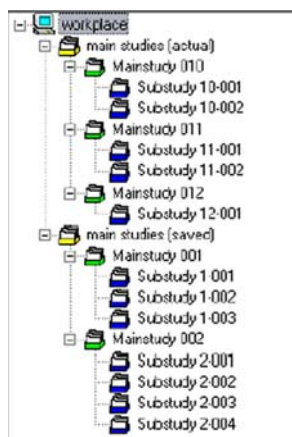 workplace
main studies (actual)
Mainstudy 010
Substudy 10-001
Substudy 10-002
Mainstudy 011
Substudy 11-001
Substudy 11-002
Mainstudy 012
Substudy 12-001
main studies (saved)
Mainstudy 001
Substudy 1-001
Substudy 1-002
Substudy 1-003
Mainstudy 002
Substudy 2-001
Substudy 2-002
Substudy 2-003
Substudy 2-004